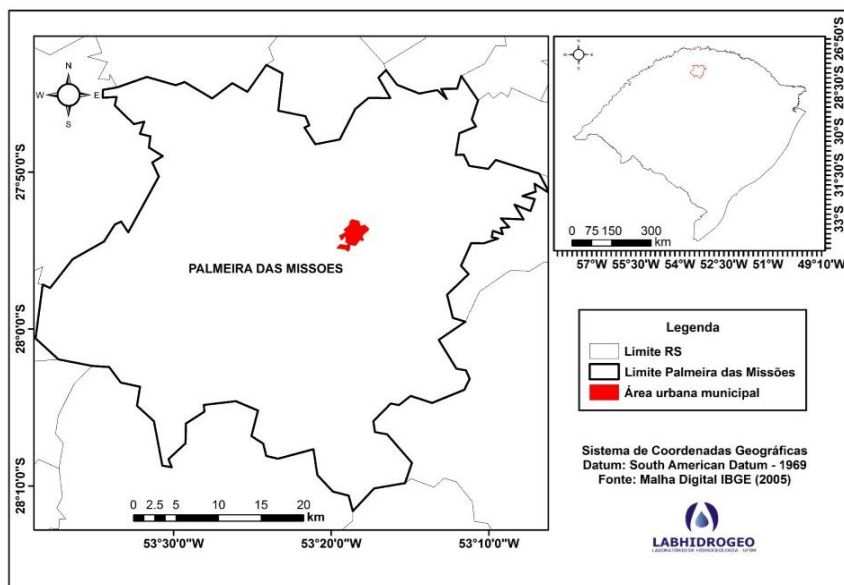 N
W E
S
27°50'0"S
28°0'0"S
28°10'0"S
PALMEIRA DAS MISSOES
0 2.5 5 10 15 20
km
53°30'0"W 53°20'0"W 53°10'0"W
26°50'S
28°30'S
30°S
31°30'S
33°S
0 75 150 300
km
57°W 55°30'W 54°W 52°30'W 51°W 49°10'W
Legenda
Limite RS
Limite Palmeira das Missões
Área urbana municipal
Sistema de Coordenadas Geográficas
Datum: South American Datum - 1969
Fonte: Malha Digital IBGE (2005)
LABHIDROGEO
LABORATÓRIO DE HIDROGEOLOGIA - UFSM